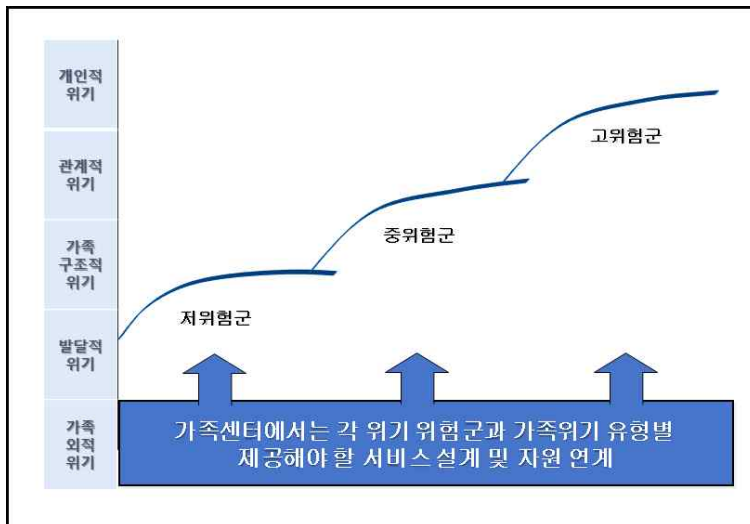 개인적
위기
관계적
위기
가족
구조적
위기
발달적
위기
가족
외적
위기
고위험군
중위험군
저위험군
가족센터에서는 각 위기 위험군과 가족위기 유형별
제공해야 할 서비스설계 및 자원 연계